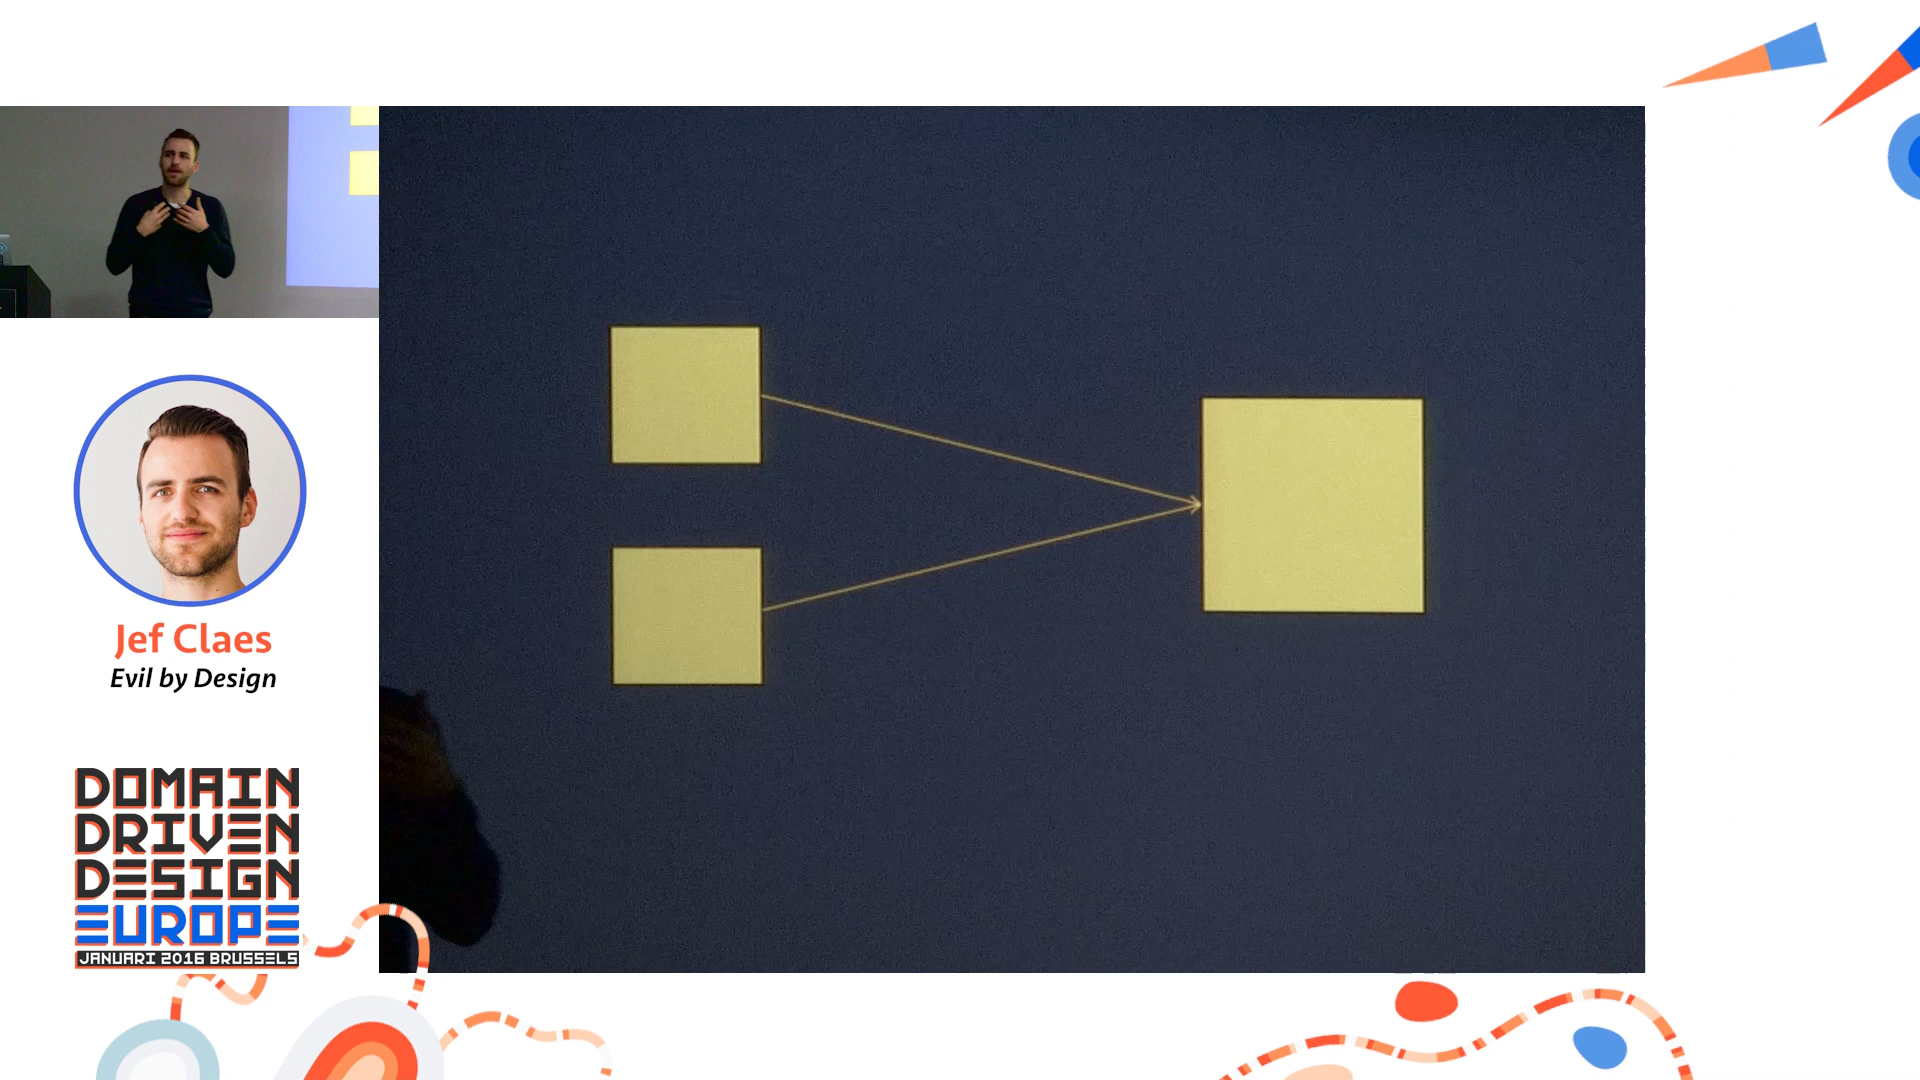 Jef Claes
Evil by Design
DOMAIN
DRIVEN
DESIGN
EUROPE
JANUARI 2016 BRUSSELS